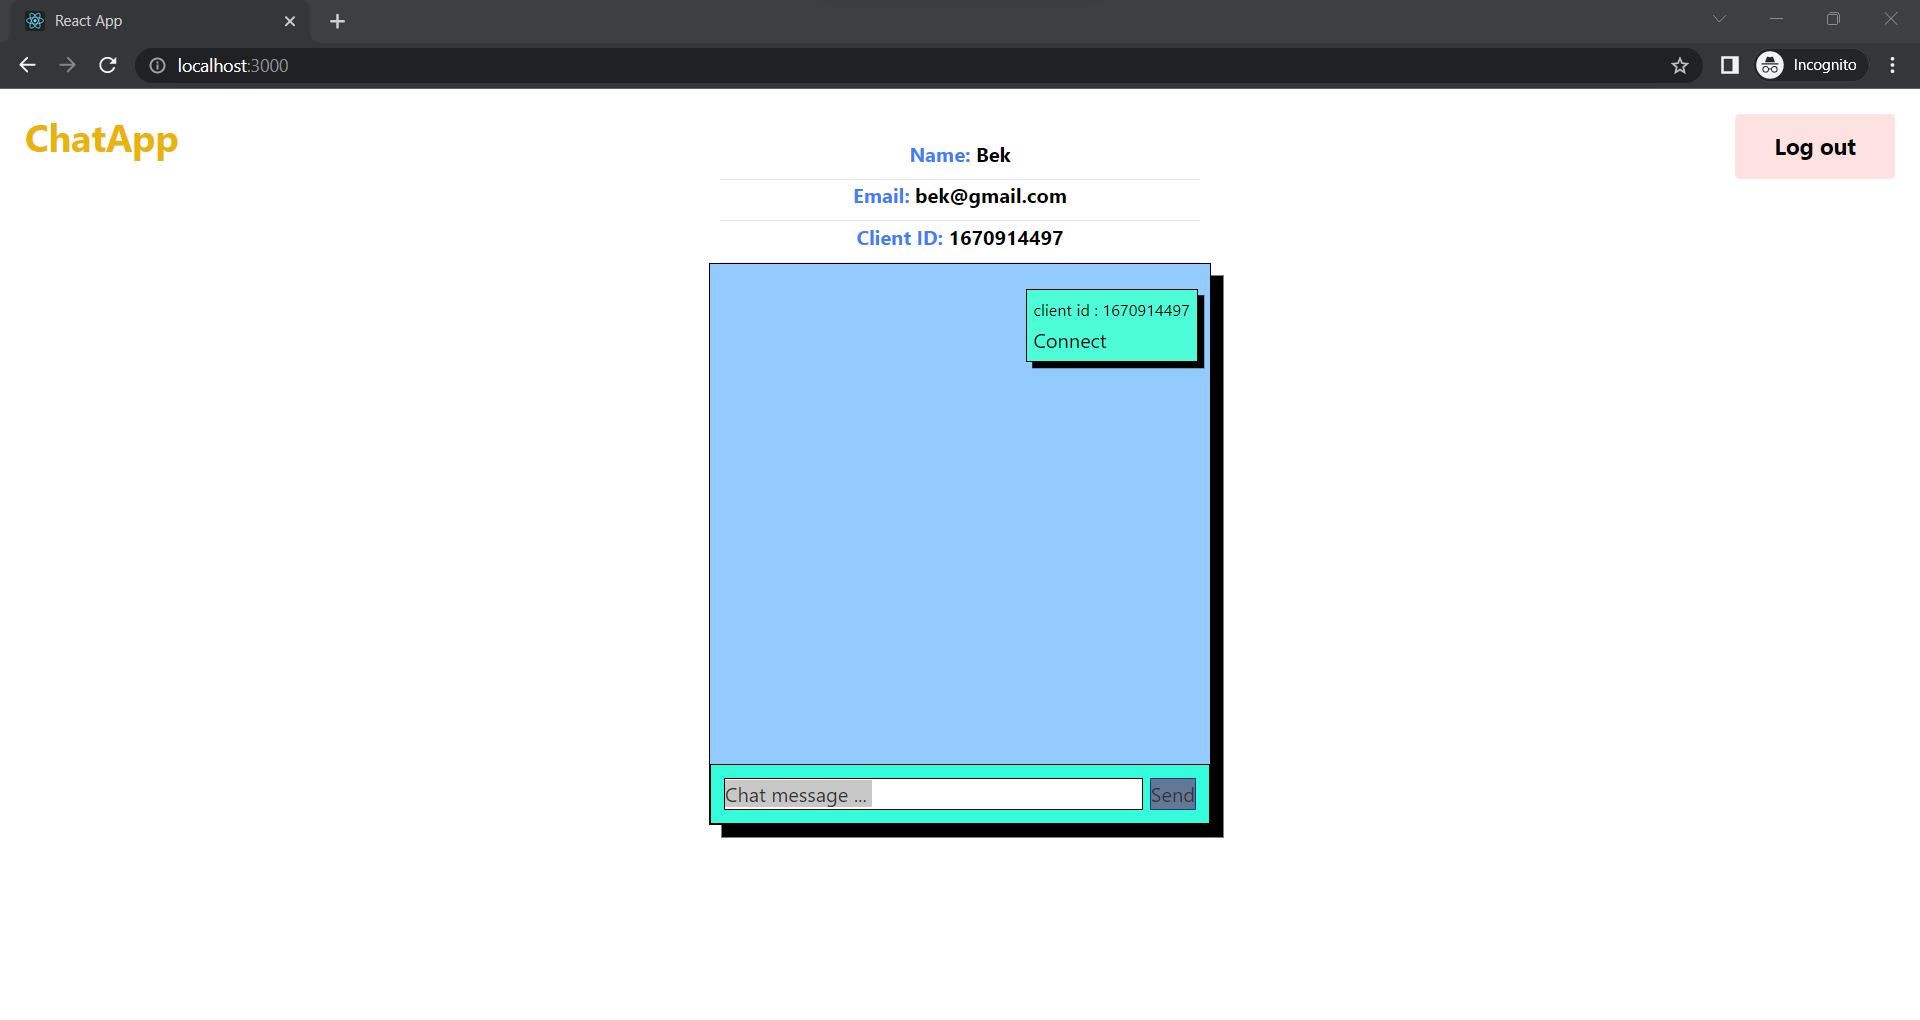 React App
localhost:3000
Incognito
ChatApp
Log out
Name: Bek
Email: bek@gmail.com
Client ID: 1670914497
client id : 1670914497
Connect
Chat message ...
Send